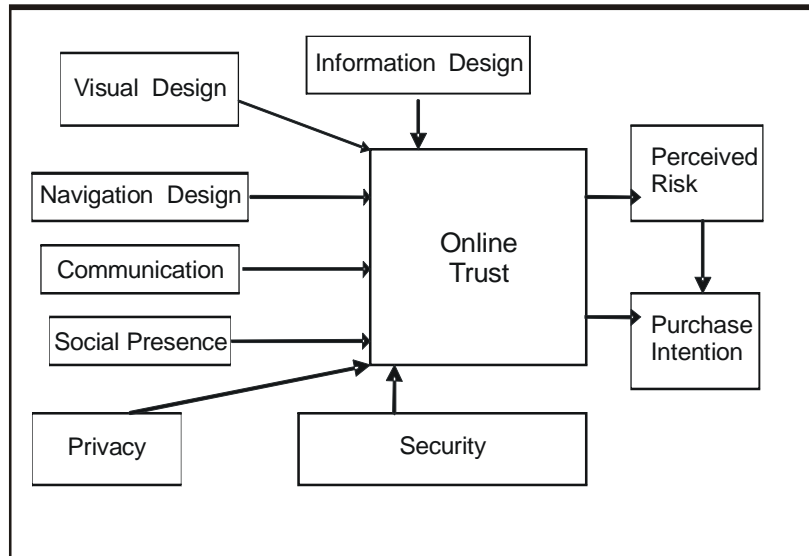 Information Design
Visual Design
Perceived
Risk
Navigation Design
Online
Trust
Communication
Social Presence
Purchase
Intention
Privacy
Security